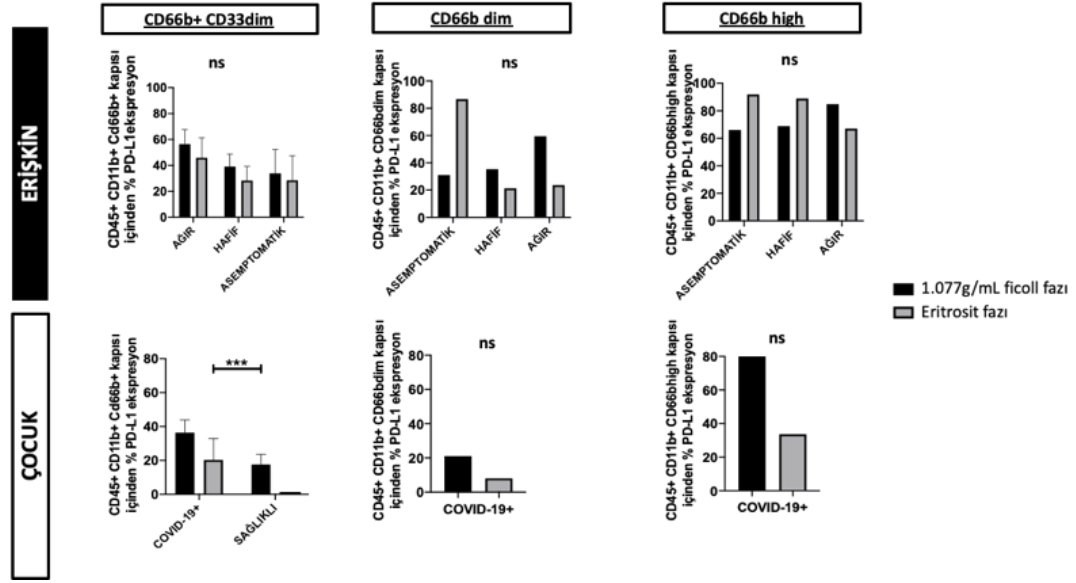 CD66b+ CD33dim
CD66b dim
CD66b high
ERİŞKİN
CD45+ CD11b+ Cd66b+ kapısı
içinden % PD-L1ekspresyon
ns
100
80
60
40
20
0
AĞIR
HAFİF
ASEMPTOMATİK
CD45+ CD11b+ CD66bdim kapısı
içinden % PD-L1 ekspresyon
ns
100
80
60
40
20
0
ASEMPTOMATİK
HAFİF
AĞIR
CD45+ CD11b+ CD66bhigh kapısı
içinden % PD-L1 ekspresyon
ns
100
80
60
40
20
0
ASEMPTOMATİK
HAFİF
AĞIR
1.077g/mL ficoll fazı
Eritrosit fazı
ÇOCUK
CD45+ CD11b+ Cd66b+ kapısı
içinden % PD-L1 ekspresyon
***
80
60
40
20
0
COVID-19+
SAĞLIKLI
CD45+ CD11b+ CD66bdim kapısı
içinden % PD-L1 ekspresyon
ns
80
60
40
20
0
COVID-19+
CD45+ CD11b+ CD66bhigh kapısı
içinden % PD-L1 ekspresyon
ns
80
60
40
20
0
COVID-19+